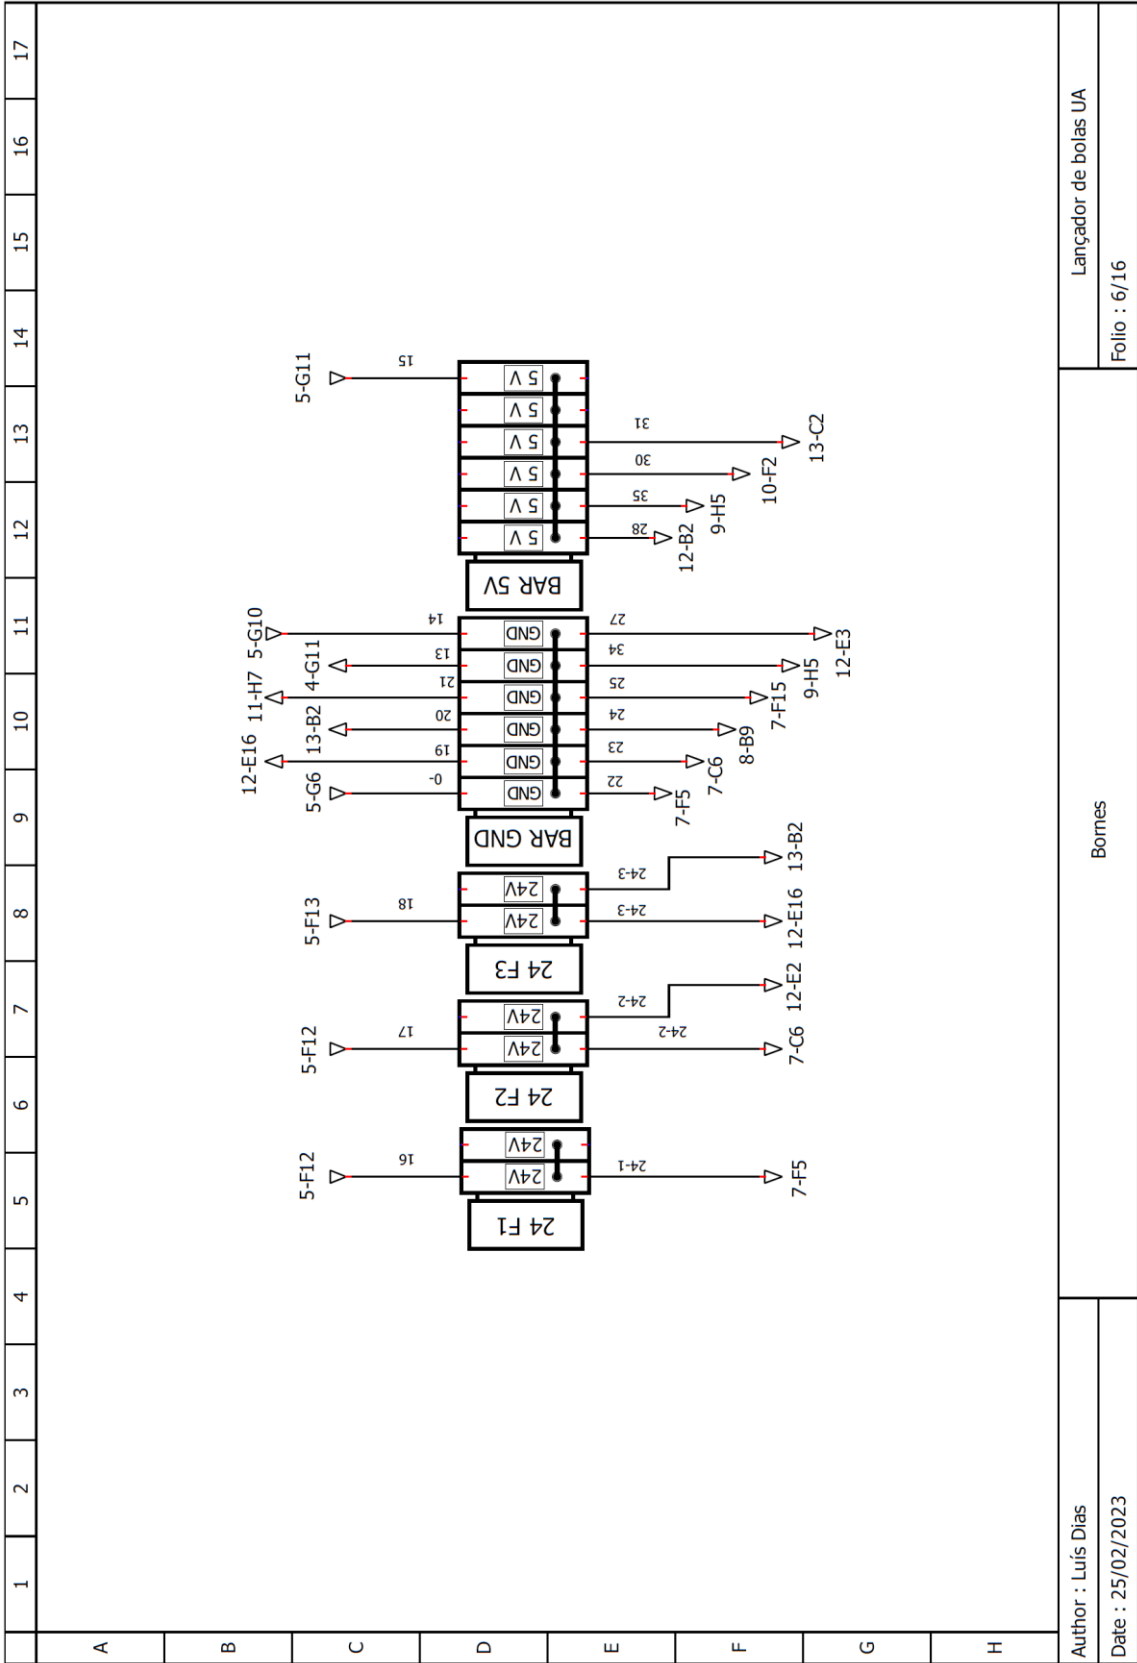 1 2 3 4 5 6 7 8 9 10 11 12 13 14 15 16 17
A
B
C
D
E
F
G
H
5-F12
16
24 F1
24V
24V
24-1
7-F5
5-F12
17
24 F2
24V
24V
24-2
24-2
7-C6
12-E2
5-F13
18
24 F3
24V
24V
24-3
24-3
12-E16
13-B2
BAR GND
5-G6
12-E16
13-B2
11-H7
4-G11
5-G10
-0
19
20
21
13
14
GND
GND
GND
GND
GND
GND
22
23
24
25
34
27
7-F5
7-C6
8-B9
7-F15
9-H5
12-E3
BAR 5V
5-G11
15
5 V
5 V
5 V
5 V
5 V
5 V
28
35
30
31
12-B2
9-H5
10-F2
13-C2
Author : Luís Dias
Date : 25/02/2023
Bornes
Lançador de bolas UA
Folio : 6/16